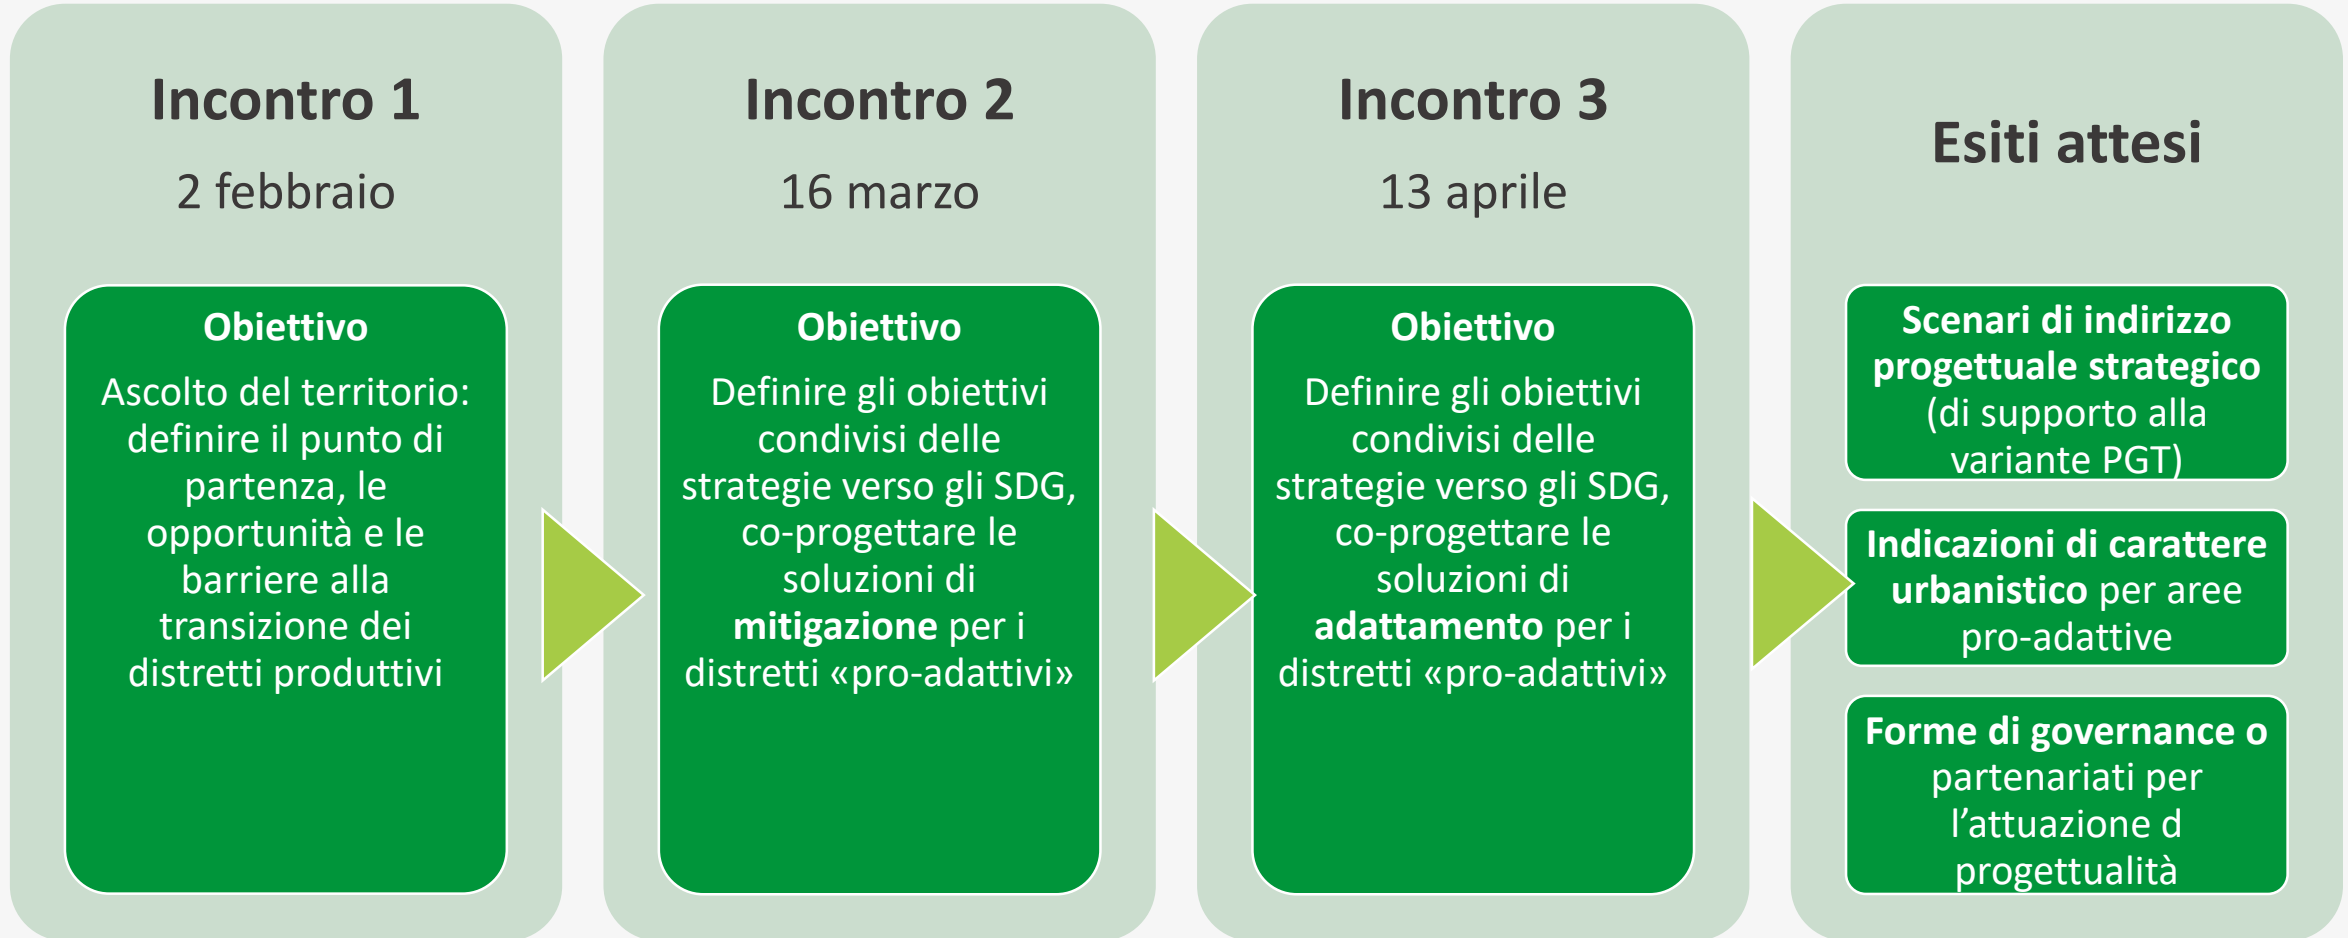 Incontro 1
2 febbraio
Obiettivo
Ascolto del territorio:
definire il punto di
partenza, le
opportunità e le
barriere alla
transizione dei
distretti produttivi
Incontro 2
16 marzo
Obiettivo
Definire gli obiettivi
condivisi delle
strategie verso gli SDG,
co-progettare le
soluzioni di
mitigazione per i
distretti «pro-adattivi»
Incontro 3
13 aprile
Obiettivo
Definire gli obiettivi
condivisi delle
strategie verso gli SDG,
co-progettare le
soluzioni di
adattamento per i
distretti «pro-adattivi»
Esiti attesi
Scenari di indirizzo
progettuale strategico
(di supporto alla
variante PGT)
Indicazioni di carattere
urbanistico per aree
pro-adattive
Forme di governance o
partenariati per
l’attuazione d
progettualità